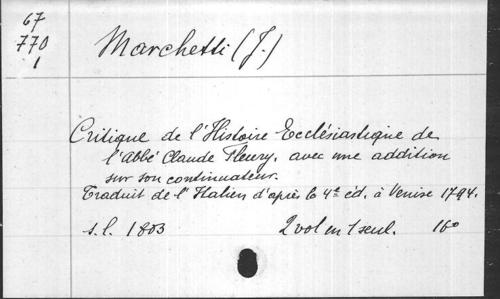 67
770
1
Marchetti (J.)
Critique de l'Histoire Ecclésiastique de
l'abbé Claude Fleury, avec une addition
sur son continuateur.
Traduit de l'Italien d'après la 4e éd. à Venise 1794.
s.l. 1803 2 vol en 1 seul. 16o